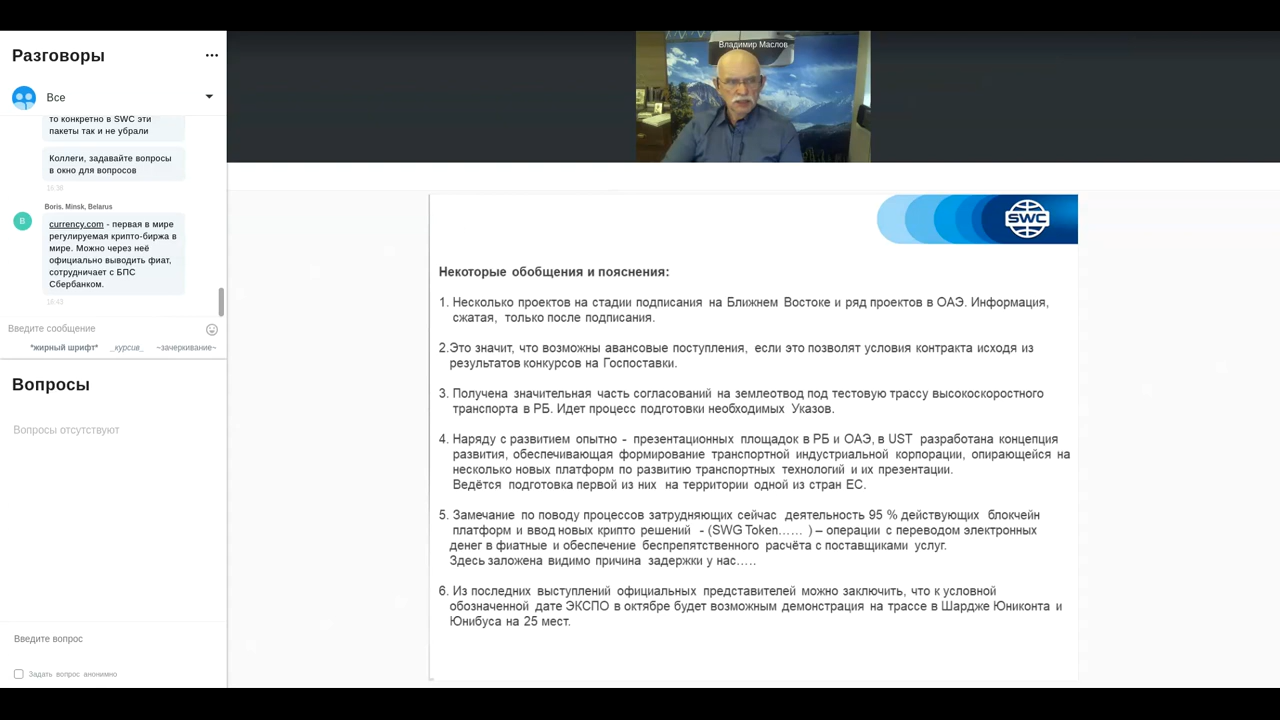 Разговоры
Все
то конкретно в SWC эти
пакеты так и не убрали
Коллеги, задавайте вопросы
в окно для вопросов
Boris. Minsk, Belarus
B
currency.com - первая в мире
регулируемая крипто-биржа в
мире. Можно через неё
официально выводить фиат,
сотрудничает с БПС
Сбербанком.
18:43
Введите сообщение
*жирный шрифт* _курсив_ ~зачеркивание~
Вопросы
Вопросы отсутствуют
Введите вопрос
Задать вопрос анонимно
Владимир Маслов
SWC
Некоторые обобщения и пояснения:
1. Несколько проектов на стадии подписания на Ближнем Востоке и ряд проектов в ОАЭ. Информация,
сжатая, только после подписания.
2.Это значит, что возможны авансовые поступления, если это позволят условия контракта исходя из
результатов конкурсов на Госпоставки.
3. Получена значительная часть согласований на землеотвод под тестовую трассу высокоскоростного
транспорта в РБ. Идет процесс подготовки необходимых Указов.
4. Наряду с развитием опытно - презентационных площадок в РБ и ОАЭ, в UST разработана концепция
развития, обеспечивающая формирование транспортной индустриальной корпорации, опирающейся на
несколько новых платформ по развитию транспортных технологий и их презентации.
Ведётся подготовка первой из них на территории одной из стран ЕС.
5. Замечание по поводу процессов затрудняющих сейчас деятельность 95 % действующих блокчейн
платформ и ввод новых крипто решений - (SWG Token…… ) – операции с переводом электронных
денег в фиатные и обеспечение беспрепятственного расчёта с поставщиками услуг.
Здесь заложена видимо причина задержки у нас…..
6. Из последних выступлений официальных представителей можно заключить, что к условной
обозначенной дате ЭКСПО в октябре будет возможным демонстрация на трассе в Шардже Юниконта и
Юнибуса на 25 мест.